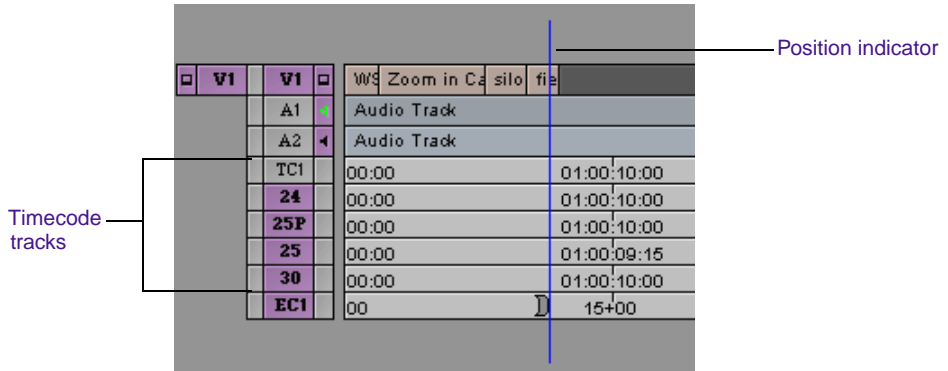 Position indicator
V1 V1 WS Zoom in Ca silo fie
A1 Audio Track
A2 Audio Track
TC1 00:00 01:00:10:00
24 00:00 01:00:10:00
25P 00:00 01:00:10:00
25 00:00 01:00:09:15
30 00:00 01:00:10:00
EC1 00 15+00
Timecode
tracks